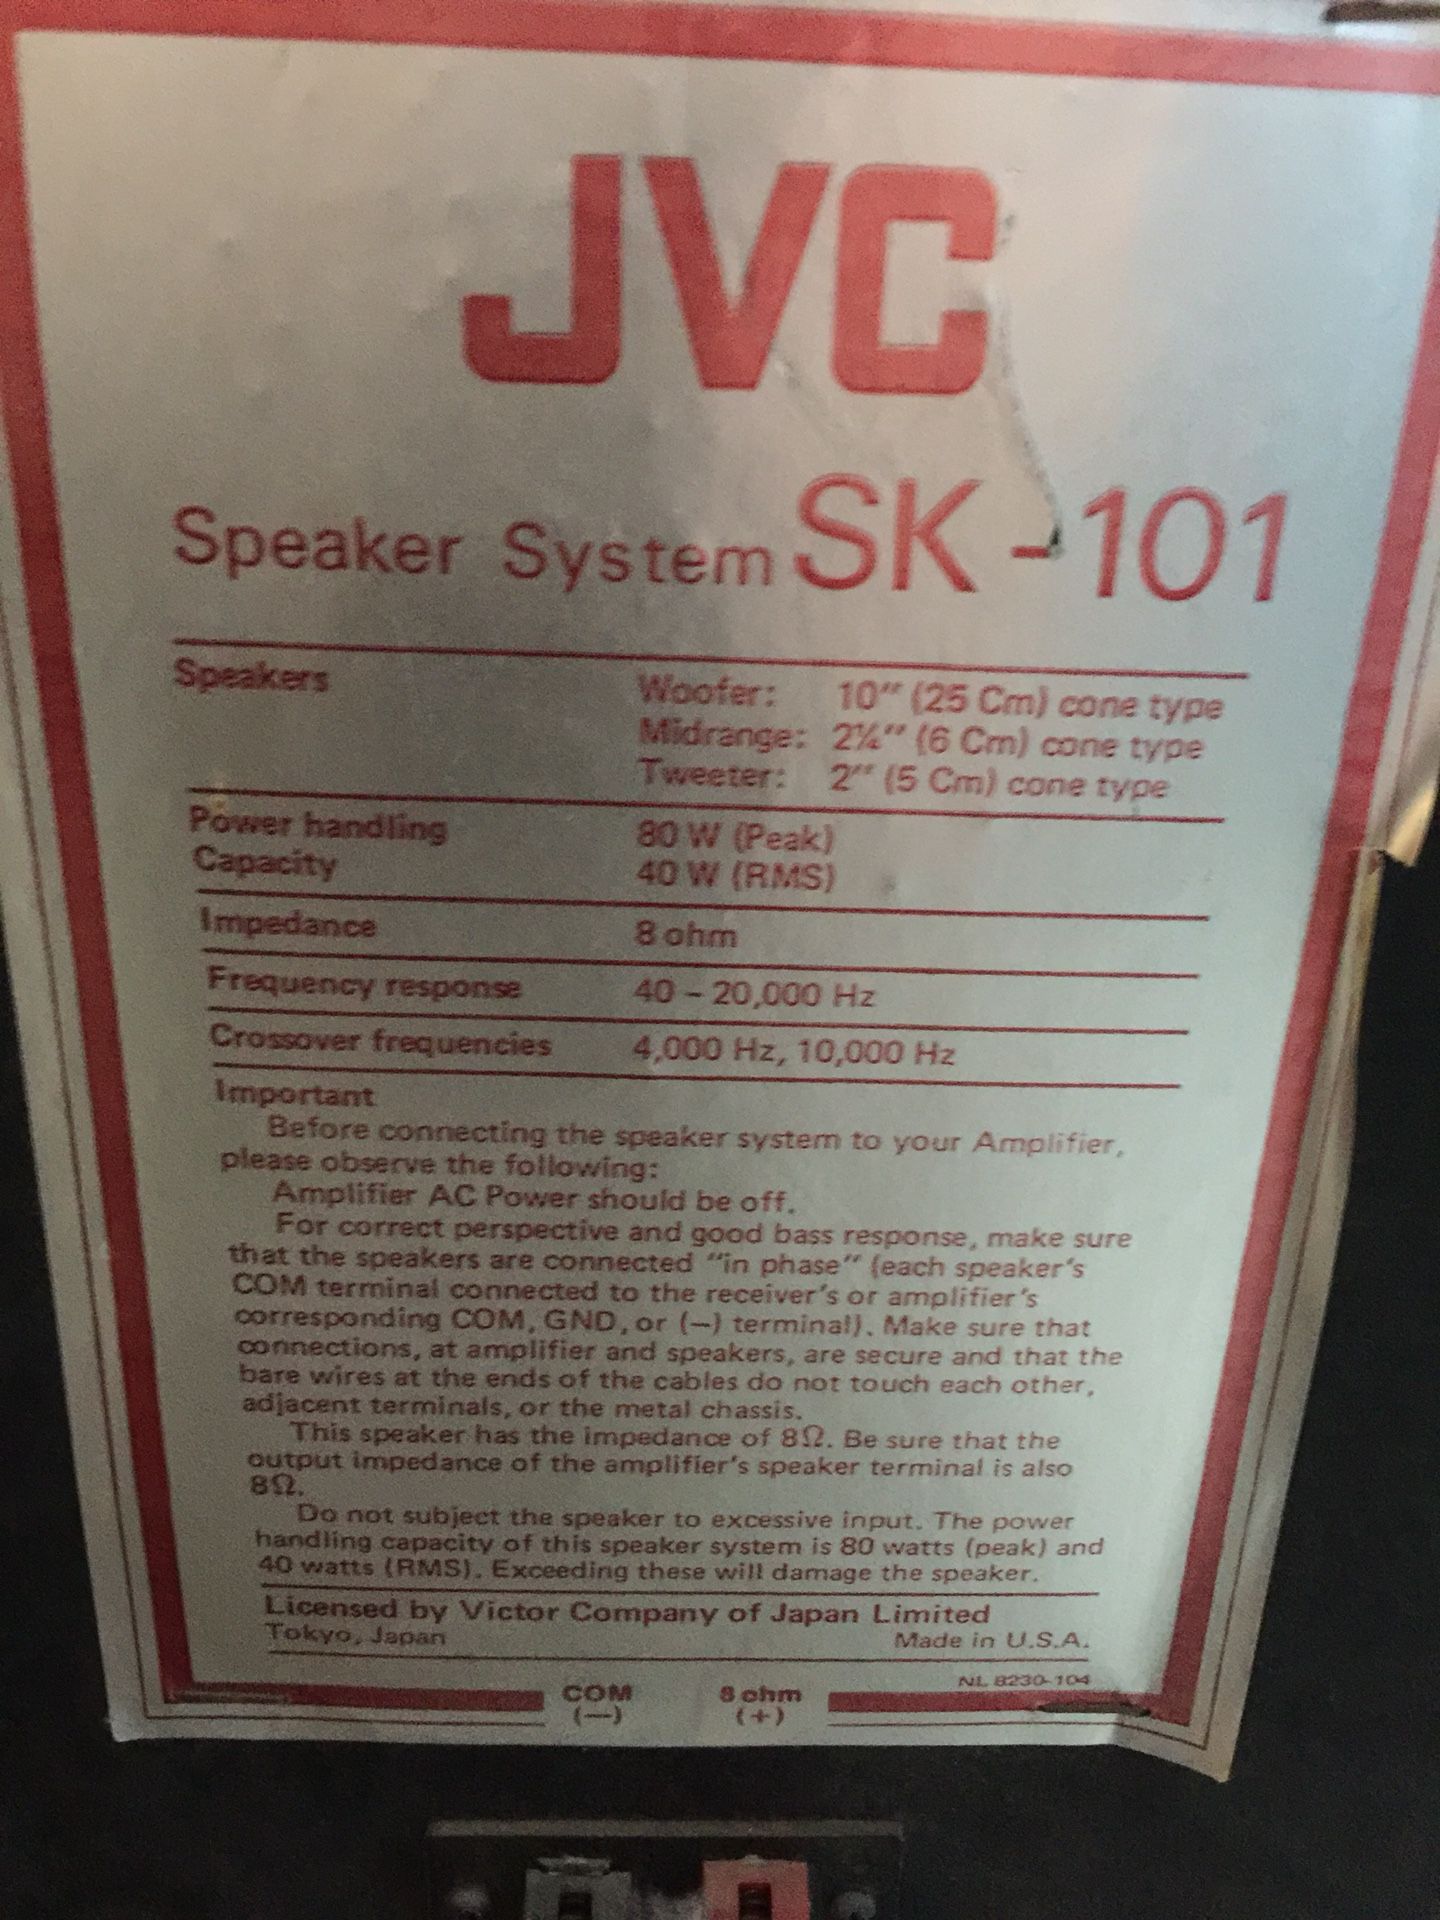 JVC
Speaker System SK-101
Speakers Woofer: 10" (25 Cm) cone type
Midrange: 2¼" (6 Cm) cone type
Tweeter: 2" (5 Cm) cone type
Power handling 80 W (Peak)
Capacity 40 W (RMS)
Impedance 8 ohm
Frequency response 40 – 20,000 Hz
Crossover frequencies 4,000 Hz, 10,000 Hz
Important
Before connecting the speaker system to your Amplifier,
please observe the following:
Amplifier AC Power should be off.
For correct perspective and good bass response, make sure
that the speakers are connected "in phase" (each speaker's
COM terminal connected to the receiver's or amplifier's
corresponding COM, GND, or (–) terminal). Make sure that
connections, at amplifier and speakers, are secure and that the
bare wires at the ends of the cables do not touch each other,
adjacent terminals, or the metal chassis.
This speaker has the impedance of 8Ω. Be sure that the
output impedance of the amplifier's speaker terminal is also
8Ω.
Do not subject the speaker to excessive input. The power
handling capacity of this speaker system is 80 watts (peak) and
40 watts (RMS). Exceeding these will damage the speaker.
Licensed by Victor Company of Japan Limited
Tokyo, Japan Made in U.S.A.
NL 8230-104
COM 8 ohm
(—) (+)